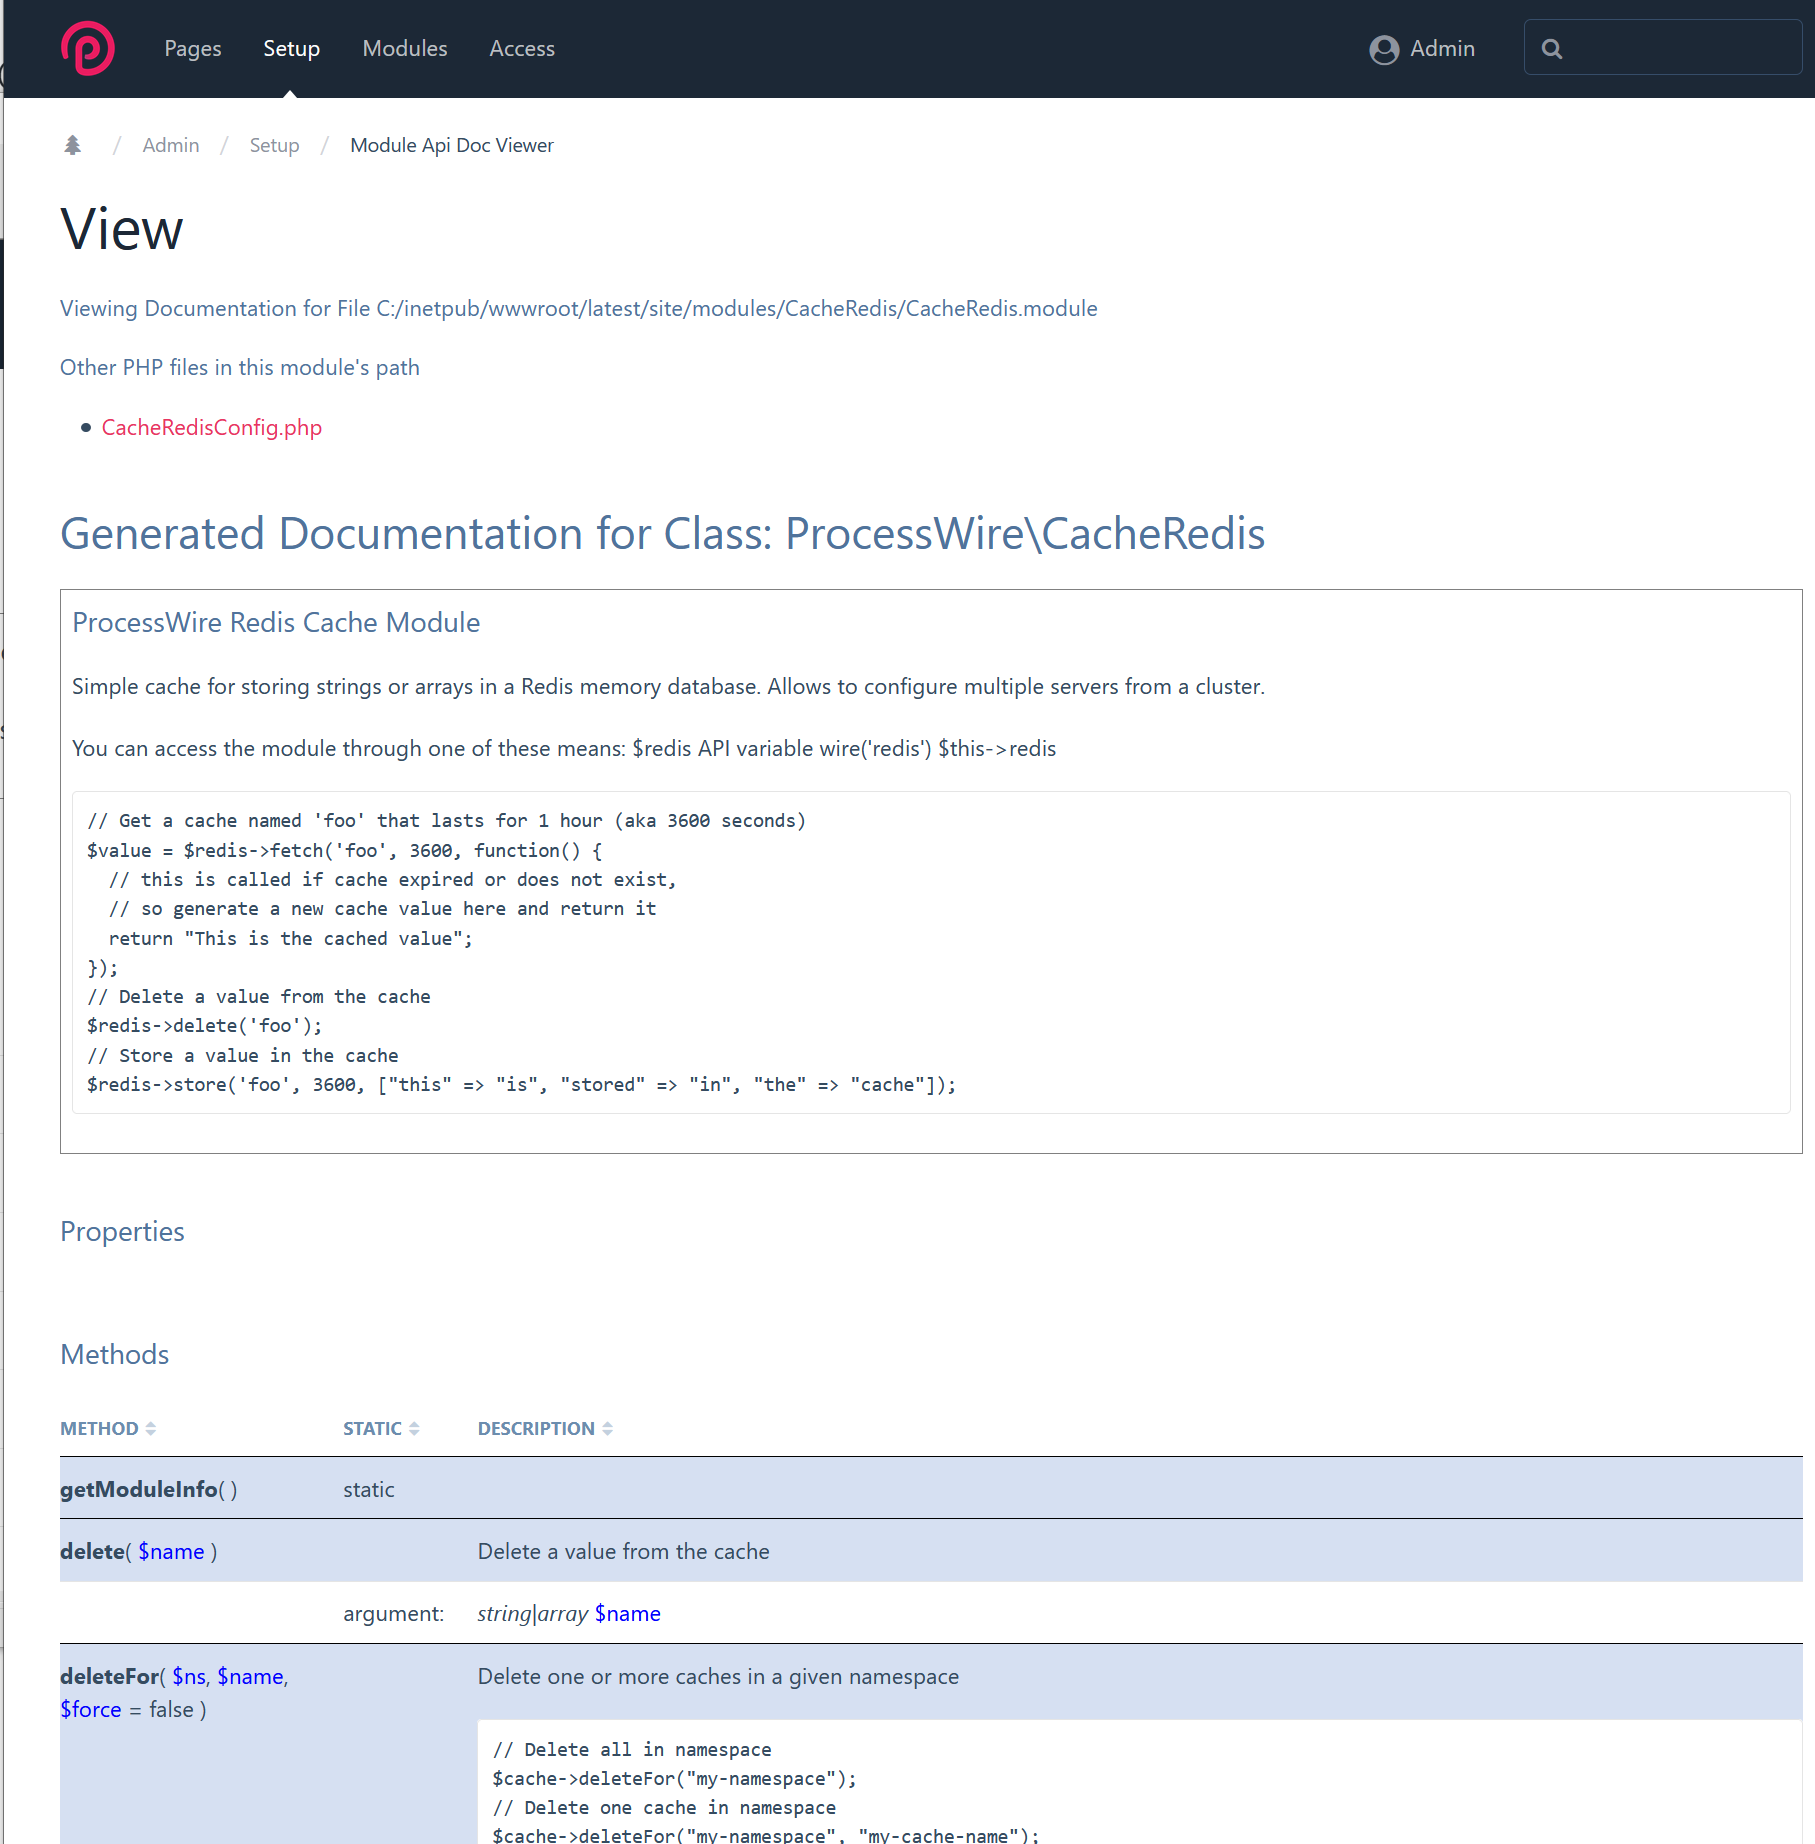 Pages Setup Modules Access Admin
/ Admin / Setup / Module Api Doc Viewer
View
Viewing Documentation for File C:/inetpub/wwwroot/latest/site/modules/CacheRedis/CacheRedis.module
Other PHP files in this module's path
• CacheRedisConfig.php
Generated Documentation for Class: ProcessWire\CacheRedis
ProcessWire Redis Cache Module
Simple cache for storing strings or arrays in a Redis memory database. Allows to configure multiple servers from a cluster.
You can access the module through one of these means: $redis API variable wire('redis') $this->redis
// Get a cache named 'foo' that lasts for 1 hour (aka 3600 seconds)
$value = $redis->fetch('foo', 3600, function() {
  // this is called if cache expired or does not exist,
  // so generate a new cache value here and return it
  return "This is the cached value";
});
// Delete a value from the cache
$redis->delete('foo');
// Store a value in the cache
$redis->store('foo', 3600, ["this" => "is", "stored" => "in", "the" => "cache"]);
Properties
Methods
METHOD STATIC DESCRIPTION
getModuleInfo( ) static
delete( $name ) Delete a value from the cache
argument: string|array $name
deleteFor( $ns, $name, Delete one or more caches in a given namespace
$force = false )
// Delete all in namespace
$cache->deleteFor("my-namespace");
// Delete one cache in namespace
$cache->deleteFor("my-namespace", "my-cache-name");